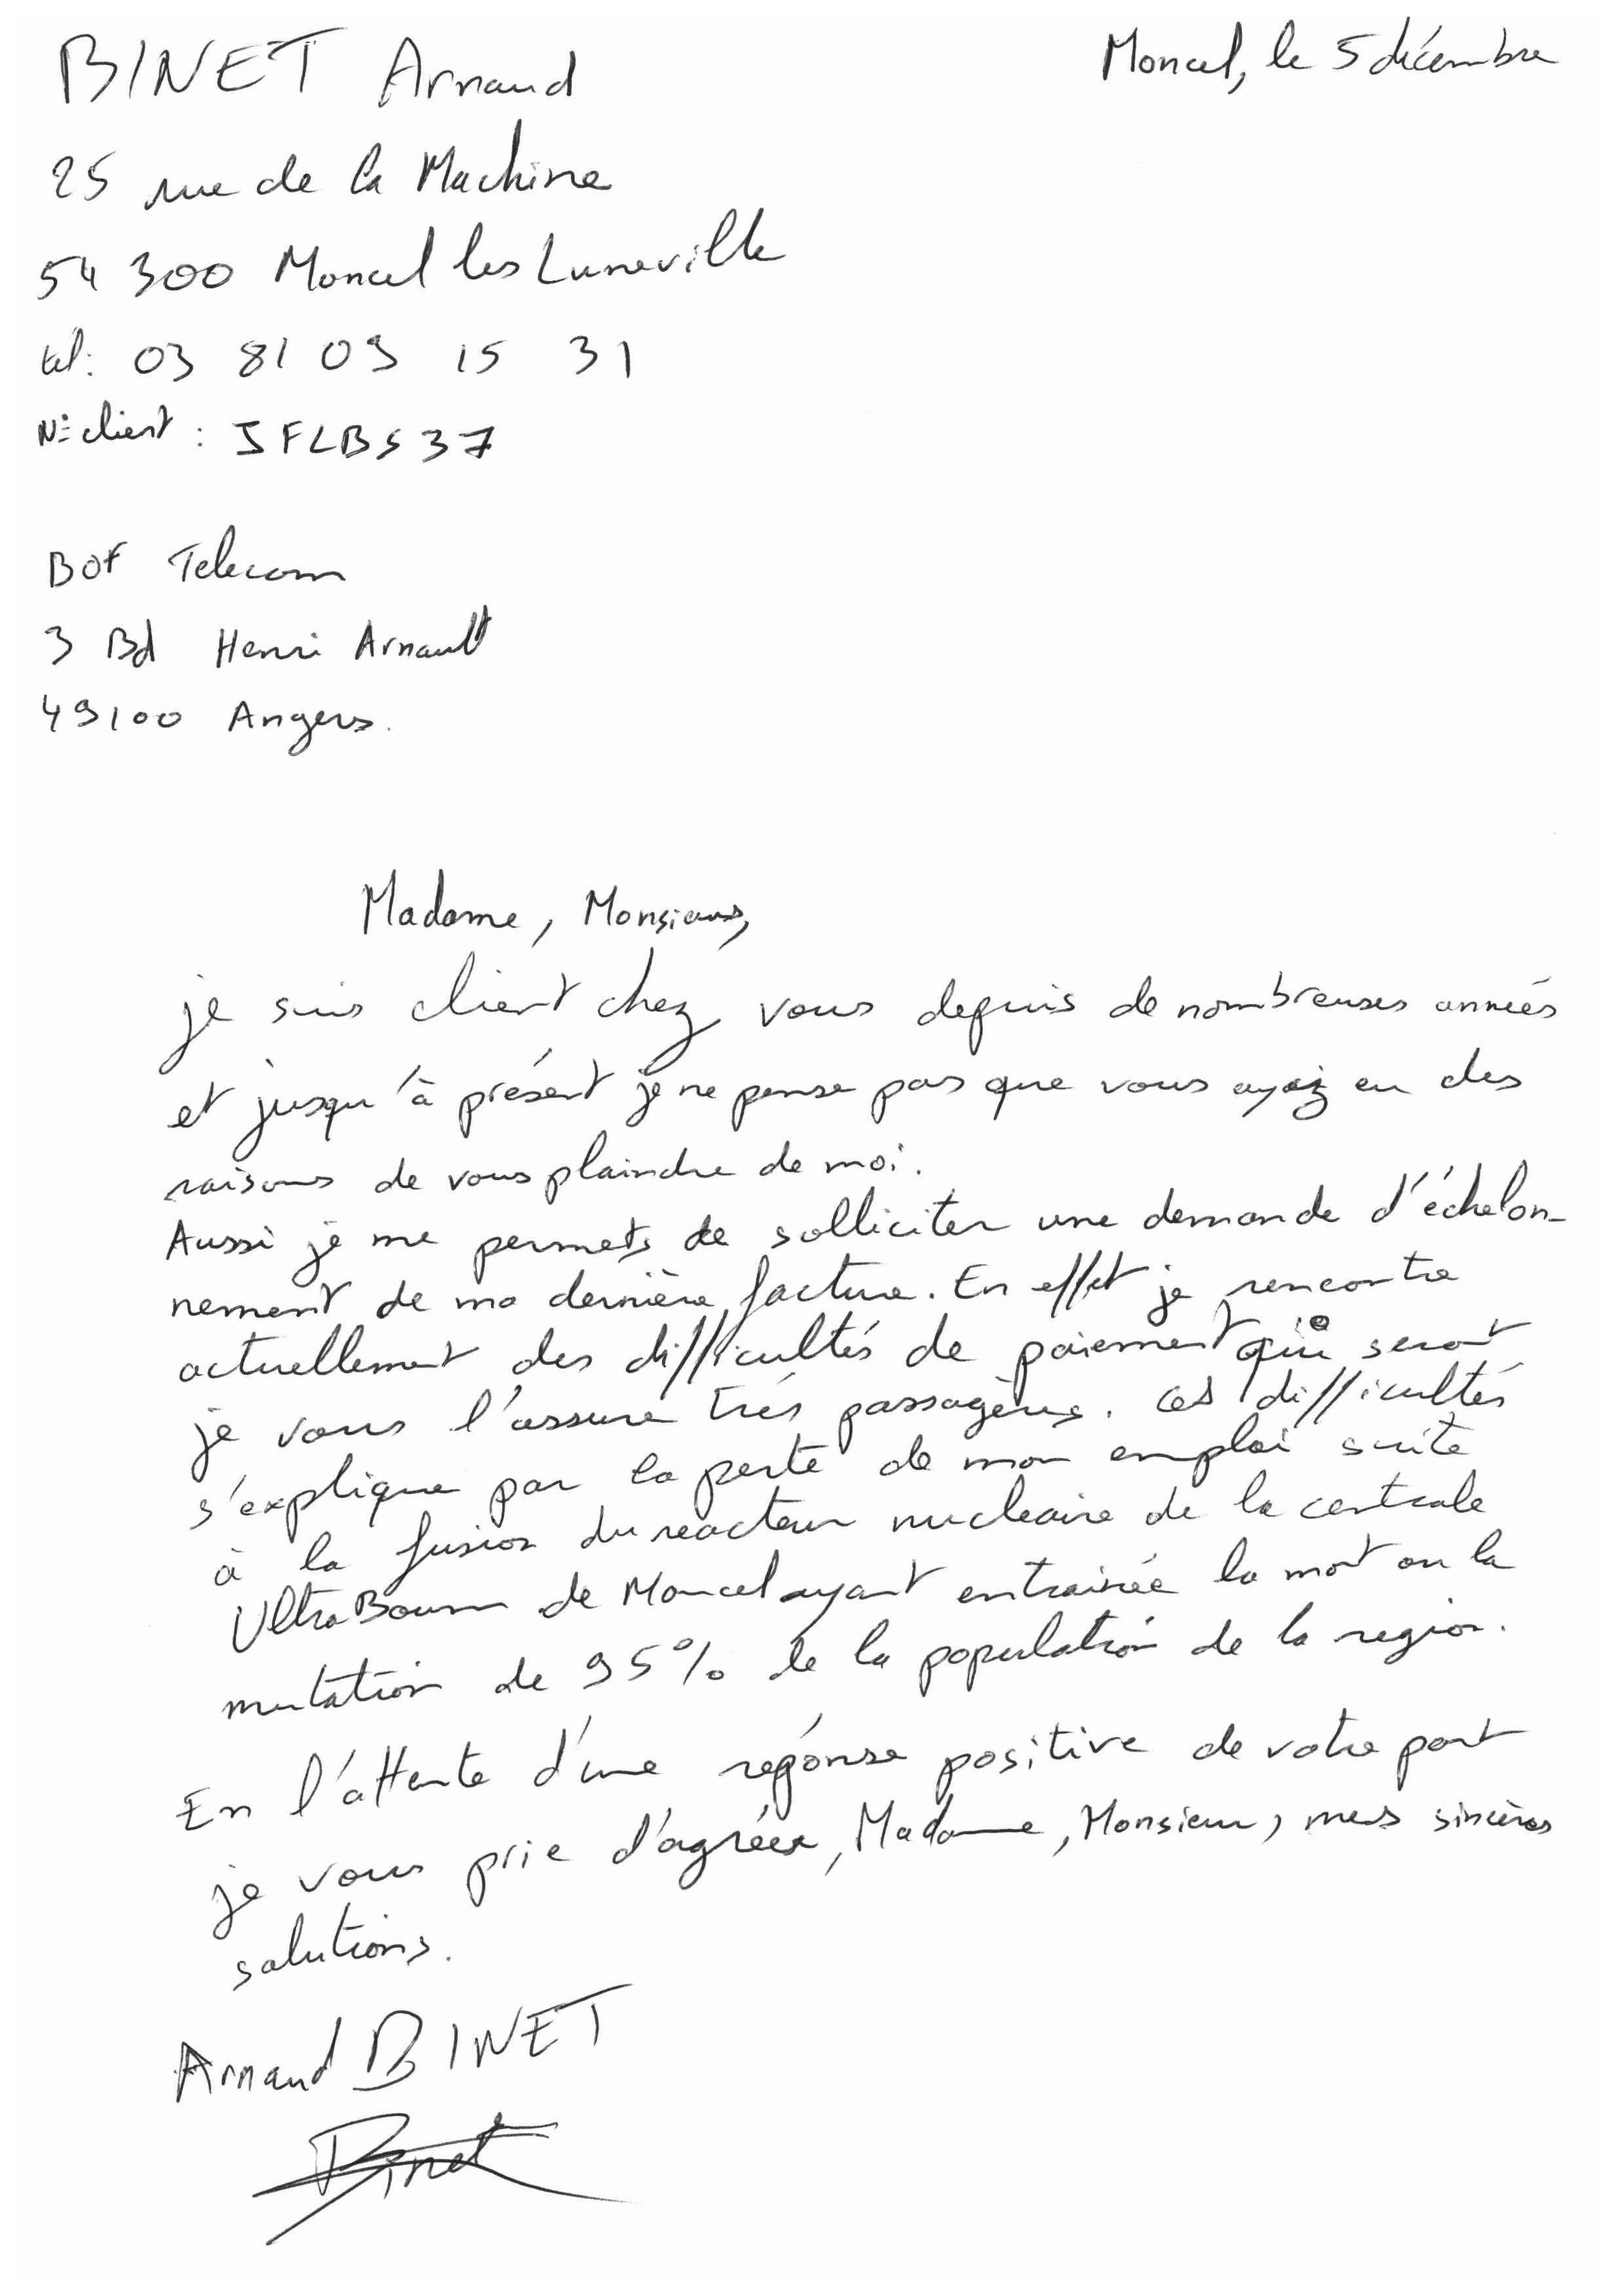 BINET Arnaud
Moncel, le 5 décembre
25 rue de la Machine
54 300 Moncel les Luneville
tel: 03 81 09 15 31
N° client : JFLBS37
BOF Telecom
3 Bd Henri Arnault
49100 Angers.
Madame, Monsieur,
je suis client chez vous depuis de nombreuses années
et jusqu'à présent je ne pense pas que vous ayez eu des
raisons de vous plaindre de moi.
Aussi je me permets de solliciter une demande d'échelon-
nement de ma dernière facture. En effet je rencontre
actuellement des difficultés de paiement qui seront
je vous l'assure très passagères. Ces difficultés
s'explique par la perte de mon emploi suite
à la fusion du reacteur nucleaire de la centrale
UltraBoum de Moncel ayant entrainée la mort ou la
mutation de 95% de la population de la region.
En l'attente d'une réponse positive de votre part
je vous prie d'agréer, Madame, Monsieur, mes sincères
salutions.
Arnaud BINET
Binet